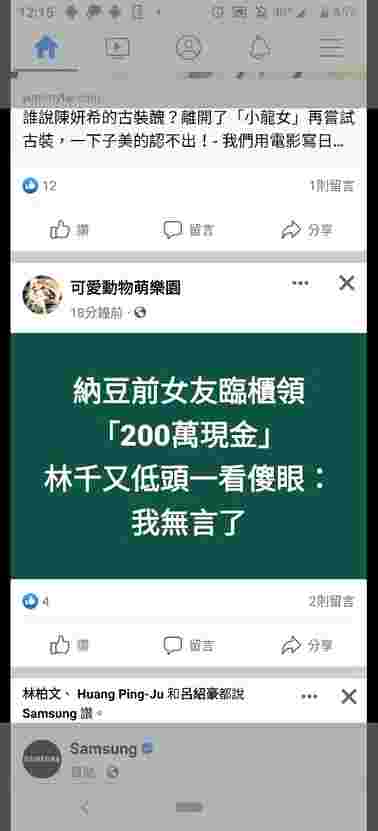 12:15
yummyfav.com
誰說陳妍希的古裝醜？離開了「小龍女」再嘗試
古裝，一下子美的認不出！- 我們用電影寫日...
12
1則留言
讚
留言
分享
可愛動物萌樂園
18分鐘前
納豆前女友臨櫃領
「200萬現金」
林千又低頭一看傻眼：
我無言了
4
2則留言
讚
留言
分享
林柏文、 Huang Ping-Ju 和呂紹豪都說
Samsung 讚。
Samsung
SAMSUNG